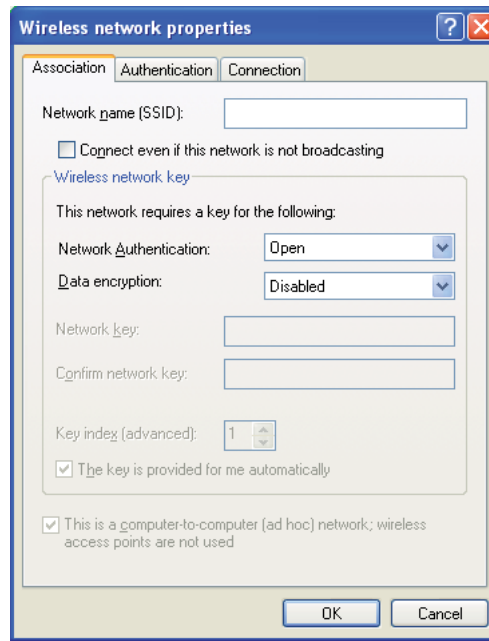 Wireless network properties
Association Authentication Connection
Network name (SSID):
Connect even if this network is not broadcasting
Wireless network key
This network requires a key for the following:
Network Authentication: Open
Data encryption: Disabled
Network key:
Confirm network key:
Key index (advanced): 1
The key is provided for me automatically
This is a computer-to-computer (ad hoc) network; wireless
access points are not used
OK Cancel